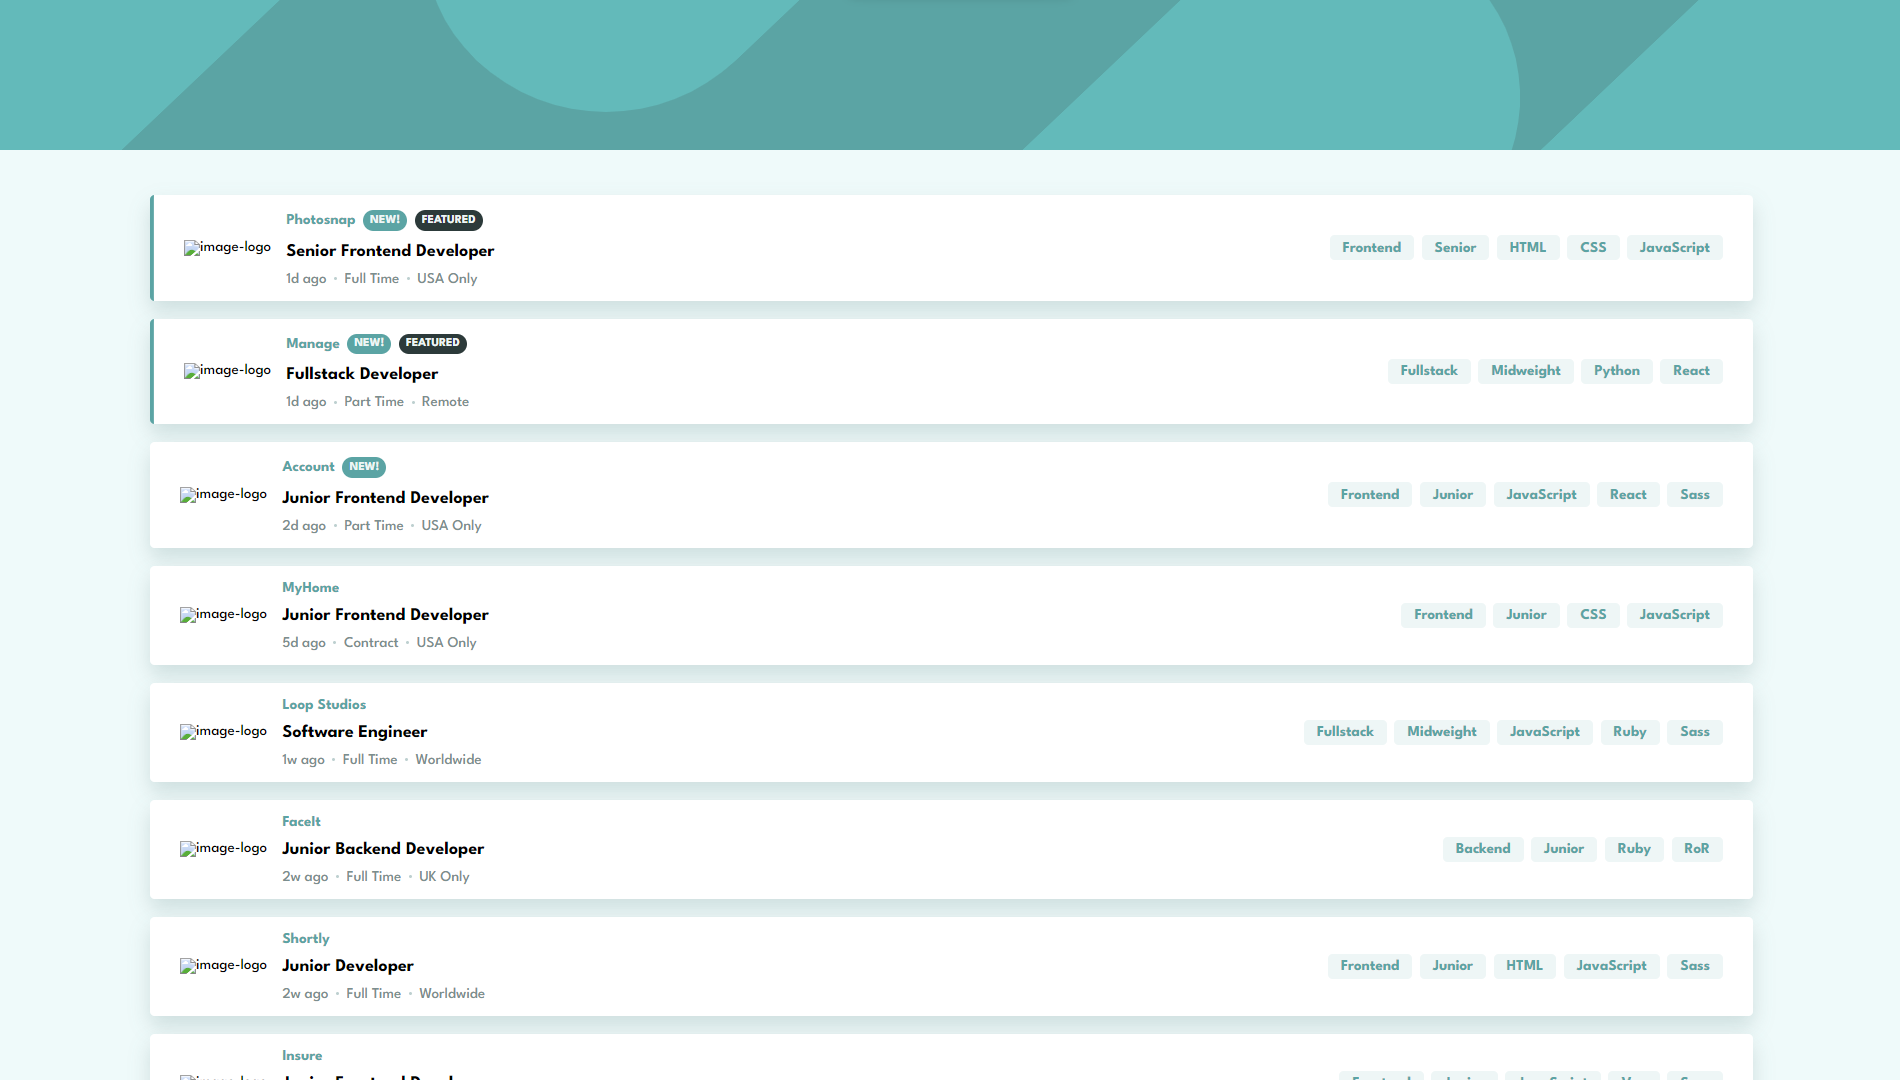 Photosnap NEW! FEATURED
image-logo
Senior Frontend Developer
1d ago • Full Time • USA Only
Frontend Senior HTML CSS JavaScript
Manage NEW! FEATURED
image-logo
Fullstack Developer
1d ago • Part Time • Remote
Fullstack Midweight Python React
Account NEW!
image-logo
Junior Frontend Developer
2d ago • Part Time • USA Only
Frontend Junior JavaScript React Sass
MyHome
image-logo
Junior Frontend Developer
5d ago • Contract • USA Only
Frontend Junior CSS JavaScript
Loop Studios
image-logo
Software Engineer
1w ago • Full Time • Worldwide
Fullstack Midweight JavaScript Ruby Sass
FaceIt
image-logo
Junior Backend Developer
2w ago • Full Time • UK Only
Backend Junior Ruby RoR
Shortly
image-logo
Junior Developer
2w ago • Full Time • Worldwide
Frontend Junior HTML JavaScript Sass
Insure